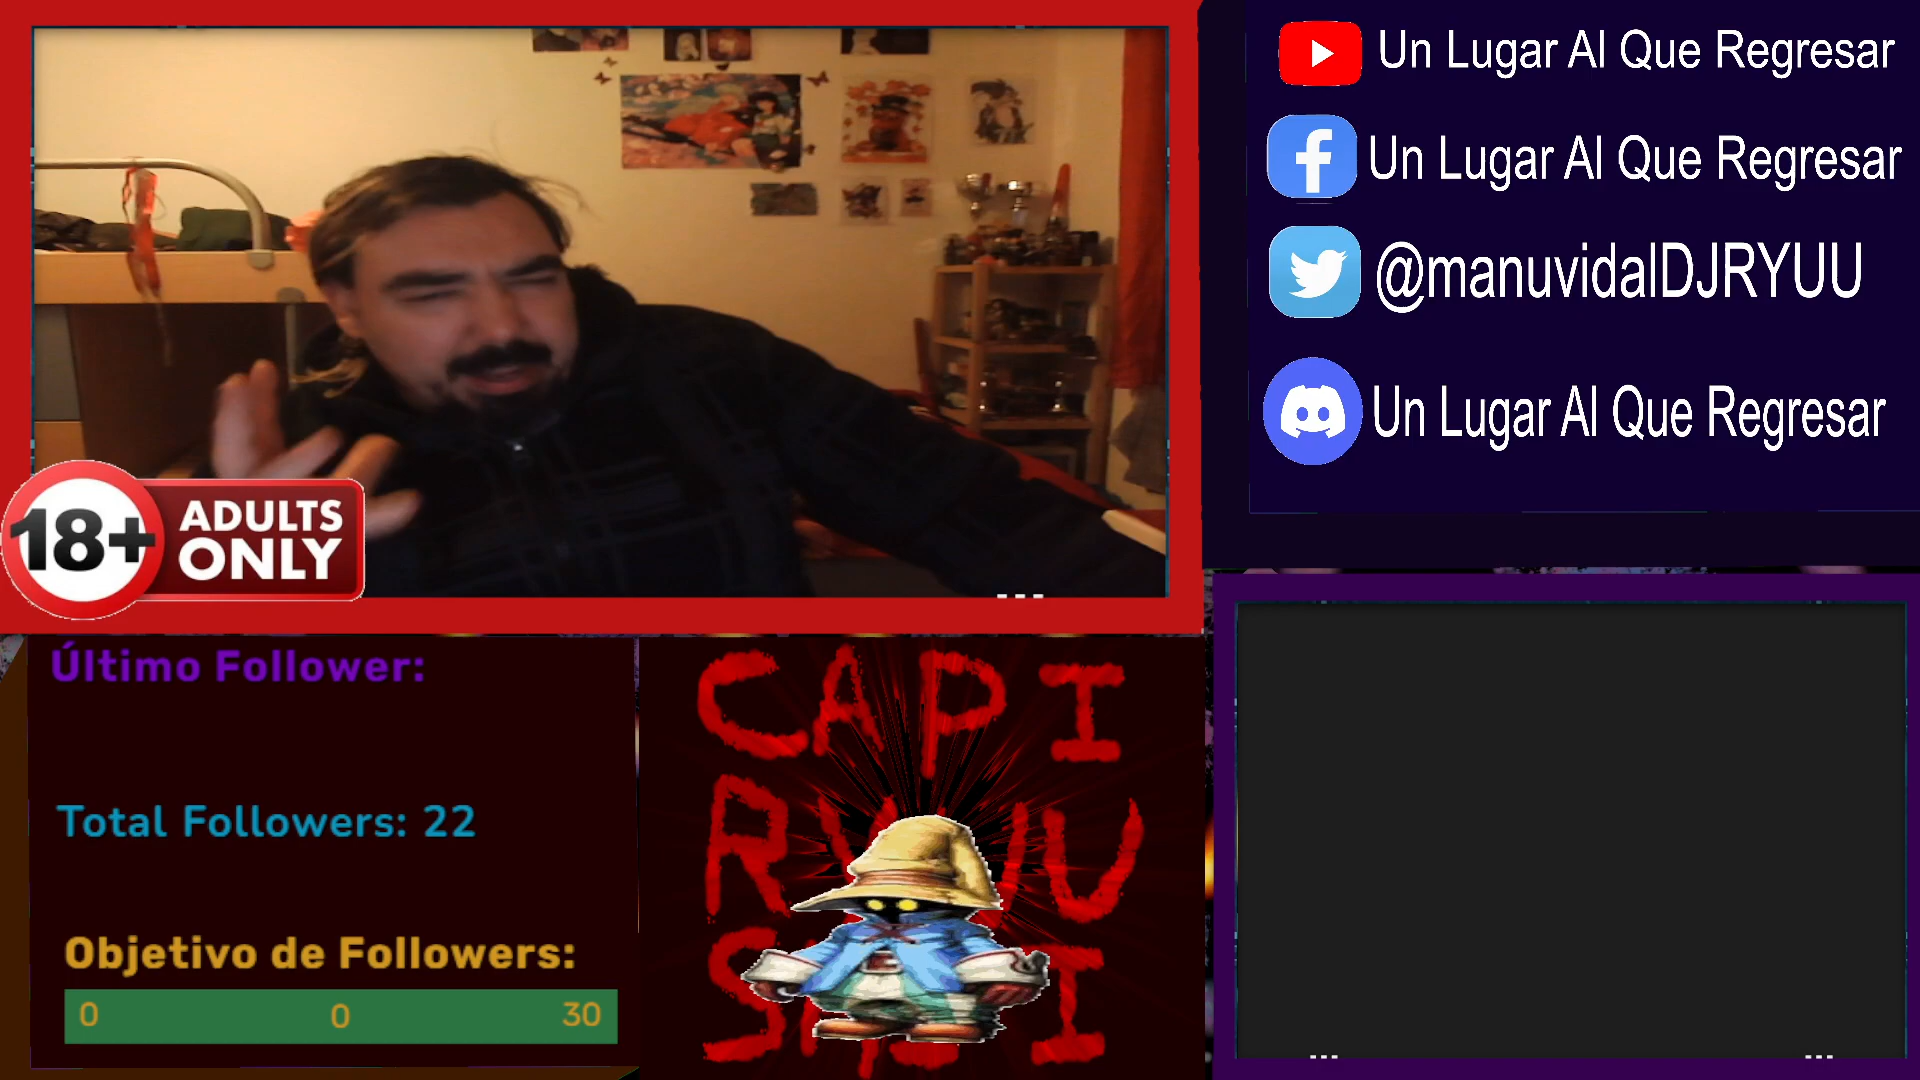 Un Lugar Al Que Regresar
Un Lugar Al Que Regresar
@manuvidalDJRYUU
Un Lugar Al Que Regresar
18+
ADULTS
ONLY
Último Follower:
Total Followers: 22
Objetivo de Followers:
0 0 30
CAPI